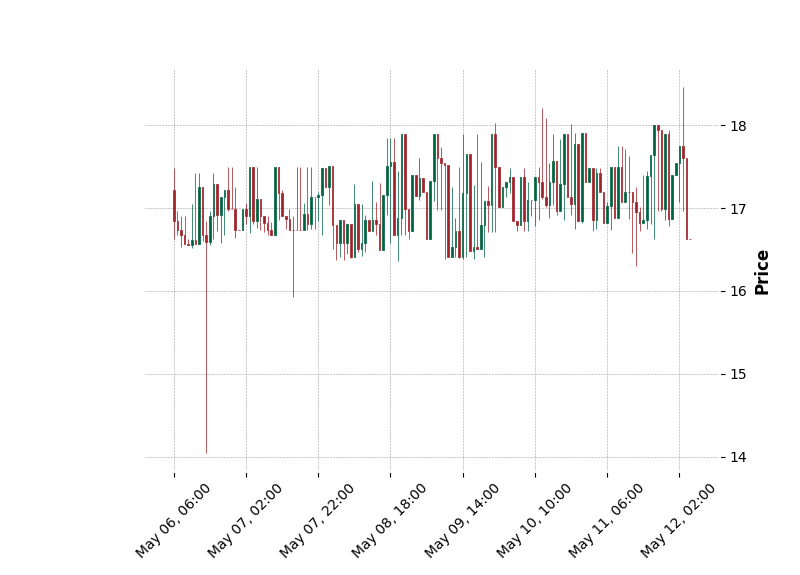 18
17
16
15
14
Price
May 06, 06:00
May 07, 02:00
May 07, 22:00
May 08, 18:00
May 09, 14:00
May 10, 10:00
May 11, 06:00
May 12, 02:00